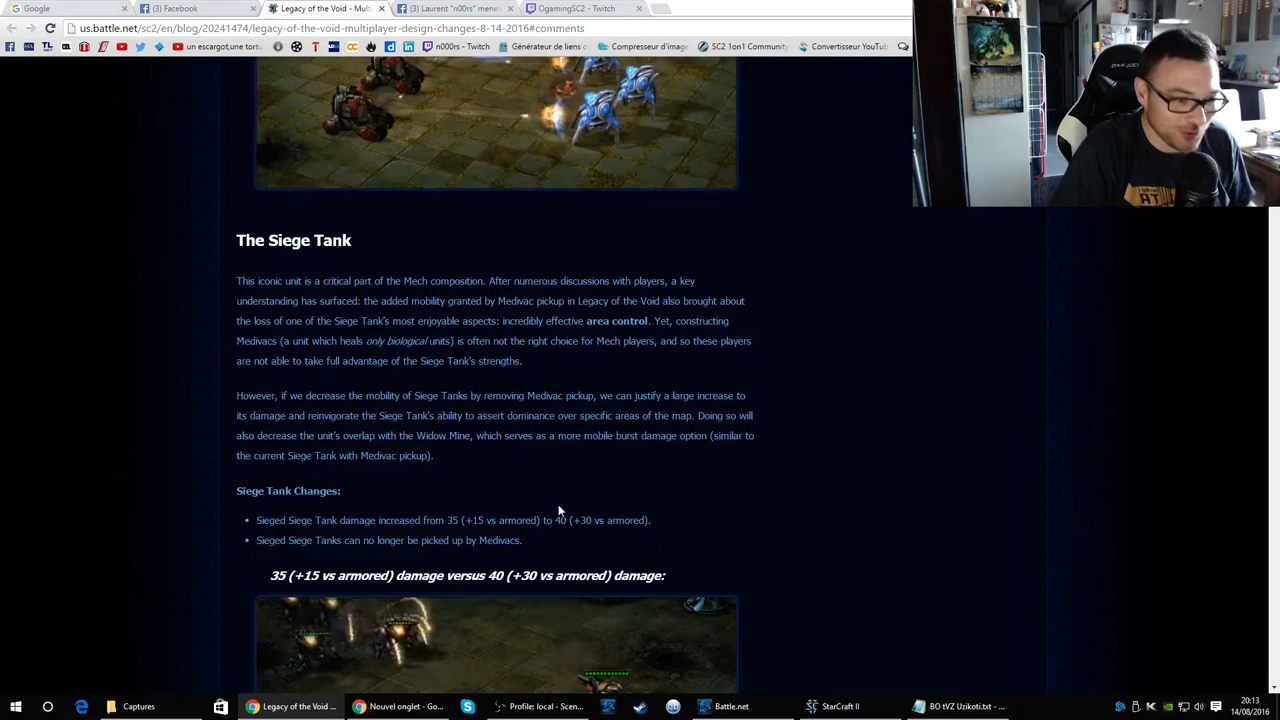 Google
(3) Facebook
Legacy of the Void - Mult
(3) Laurent "n00rs" mene
OgamingSC2 - Twitch
us.battle.net/sc2/en/blog/20241474/legacy-of-the-void-multiplayer-design-changes-8-14-2016#comments
un escargot,une tort
n000rs - Twitch
Générateur de liens c
Compresseur d'imag
SC2 1on1 Community
Convertisseur YouTub
The Siege Tank
This iconic unit is a critical part of the Mech composition. After numerous discussions with players, a key
understanding has surfaced: the added mobility granted by Medivac pickup in Legacy of the Void also brought about
the loss of one of the Siege Tank's most enjoyable aspects: incredibly effective area control. Yet, constructing
Medivacs (a unit which heals only biological units) is often not the right choice for Mech players, and so these players
are not able to take full advantage of the Siege Tank's strengths.
However, if we decrease the mobility of Siege Tanks by removing Medivac pickup, we can justify a large increase to
its damage and reinvigorate the Siege Tank's ability to assert dominance over specific areas of the map. Doing so will
also decrease the unit's overlap with the Widow Mine, which serves as a more mobile burst damage option (similar to
the current Siege Tank with Medivac pickup).
Siege Tank Changes:
Sieged Siege Tank damage increased from 35 (+15 vs armored) to 40 (+30 vs armored).
Sieged Siege Tanks can no longer be picked up by Medivacs.
35 (+15 vs armored) damage versus 40 (+30 vs armored) damage:
Captures
Legacy of the Void ...
Nouvel onglet - Go...
Profile: local - Scen...
Battle.net
StarCraft II
BO tVZ Uzikoti.txt - ...
20:13
14/08/2016